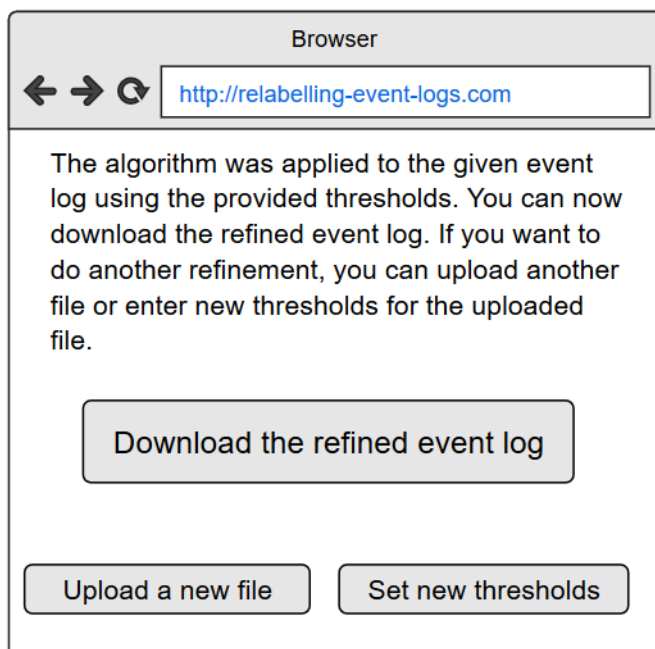 Browser
http://relabelling-event-logs.com
The algorithm was applied to the given event
log using the provided thresholds. You can now
download the refined event log. If you want to
do another refinement, you can upload another
file or enter new thresholds for the uploaded
file.
Download the refined event log
Upload a new file
Set new thresholds